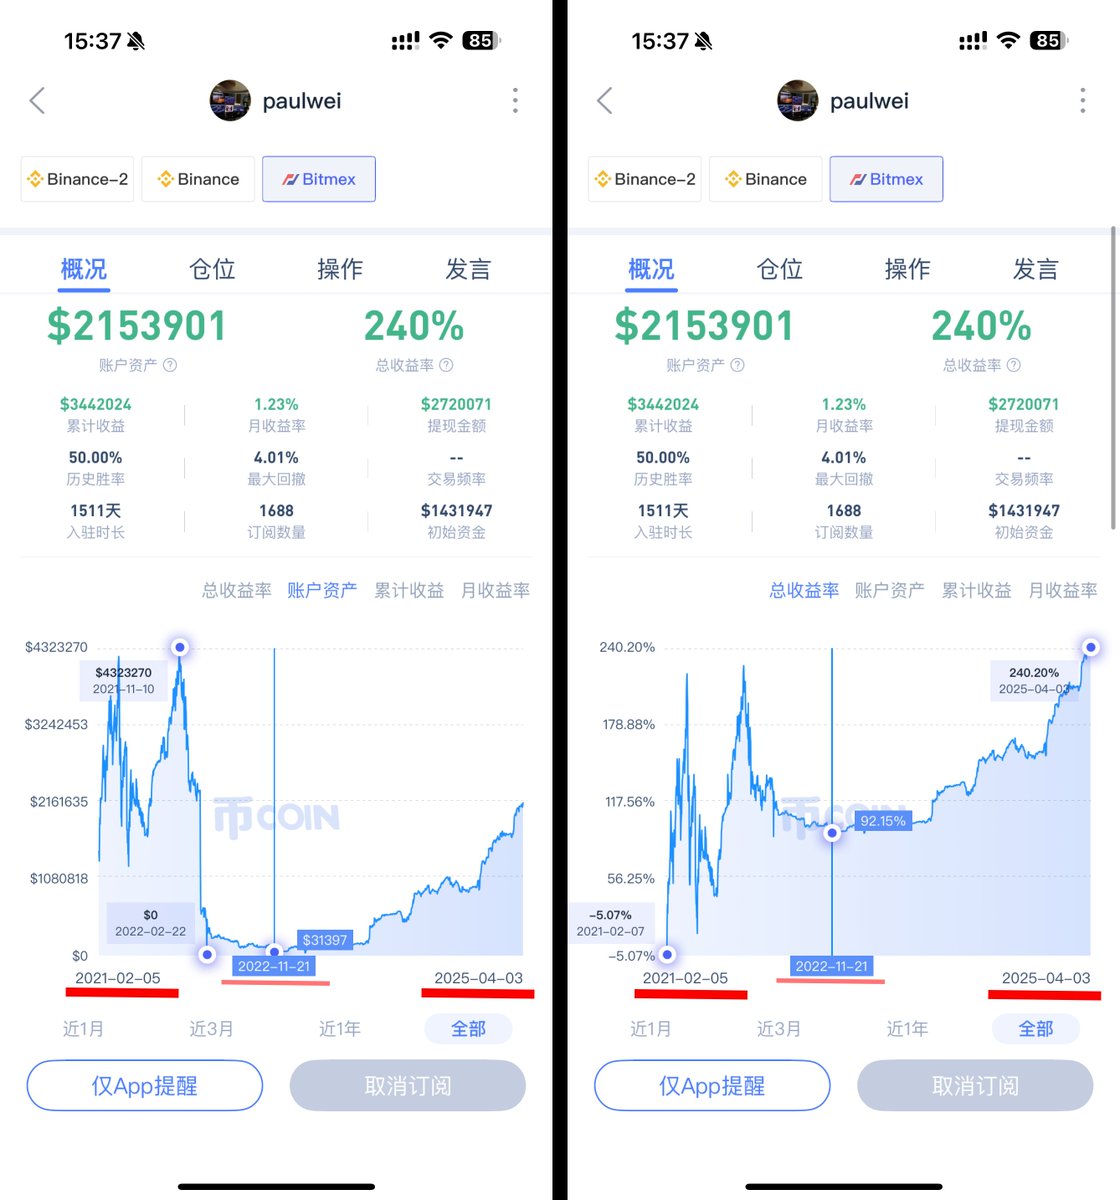 15:37
85
paulwei
Binance-2
Binance
Bitmex
概况
仓位
操作
发言
$2153901
240%
账户资产 ?
总收益率 ?
$3442024
1.23%
$2720071
累计收益
月收益率
提现金额
50.00%
4.01%
--
历史胜率
最大回撤
交易频率
1511天
1688
$1431947
入驻时长
订阅数量
初始资金
总收益率
账户资产
累计收益
月收益率
$4323270
$4323270
2021-11-10
$3242453
$2161635
币COIN
$1080818
$0
2022-02-22
$31397
$0
2022-11-21
2021-02-05
2025-04-03
近1月
近3月
近1年
全部
仅App提醒
取消订阅
15:37
85
paulwei
Binance-2
Binance
Bitmex
概况
仓位
操作
发言
$2153901
240%
账户资产 ?
总收益率 ?
$3442024
1.23%
$2720071
累计收益
月收益率
提现金额
50.00%
4.01%
--
历史胜率
最大回撤
交易频率
1511天
1688
$1431947
入驻时长
订阅数量
初始资金
总收益率
账户资产
累计收益
月收益率
240.20%
240.20%
2025-04-03
178.88%
117.56%
币COIN
92.15%
56.25%
-5.07%
2021-02-07
-5.07%
2022-11-21
2021-02-05
2025-04-03
近1月
近3月
近1年
全部
仅App提醒
取消订阅